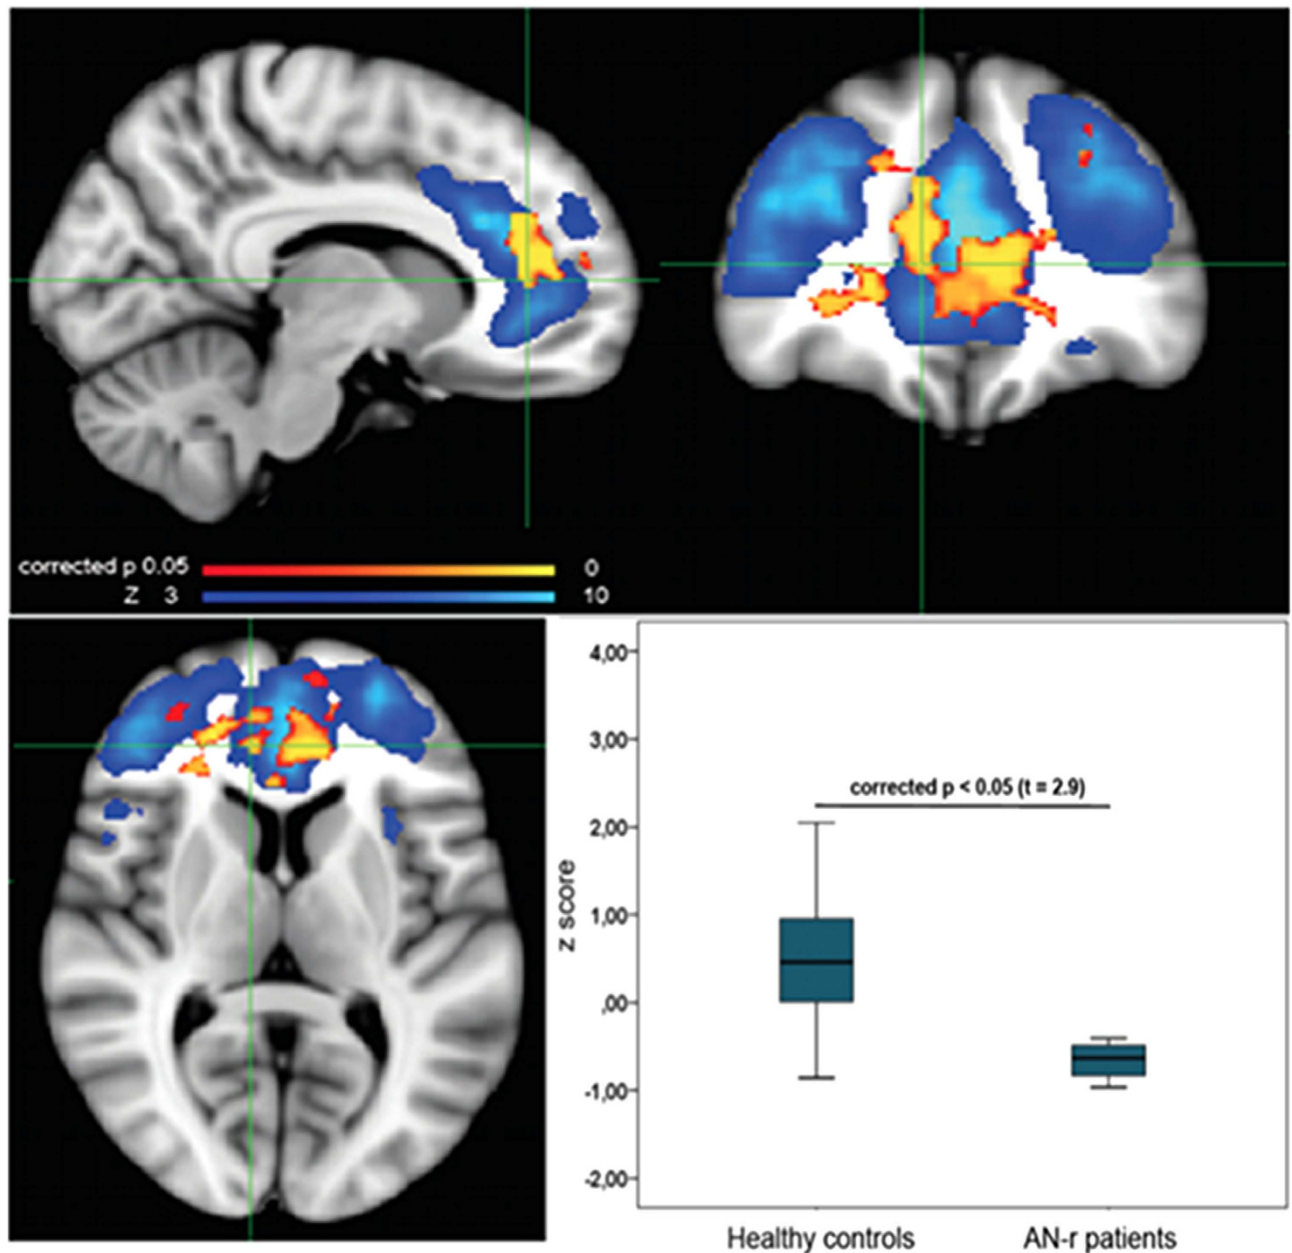 corrected p 0.05 0
Z 3 10
4,00
3,00
2,00
1,00
,00
-1,00
-2,00
z score
corrected p < 0.05 (t = 2.9)
Healthy controls AN-r patients